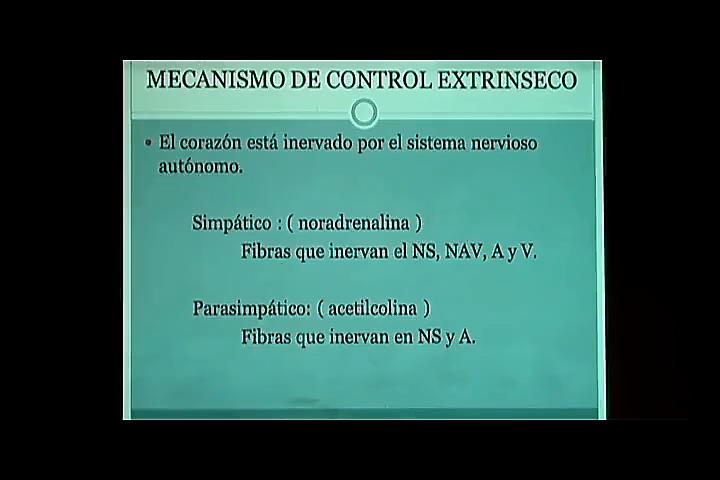 MECANISMO DE CONTROL EXTRINSECO
• El corazón está inervado por el sistema nervioso
autónomo.
Simpático : ( noradrenalina )
Fibras que inervan el NS, NAV, A y V.
Parasimpático: ( acetilcolina )
Fibras que inervan en NS y A.